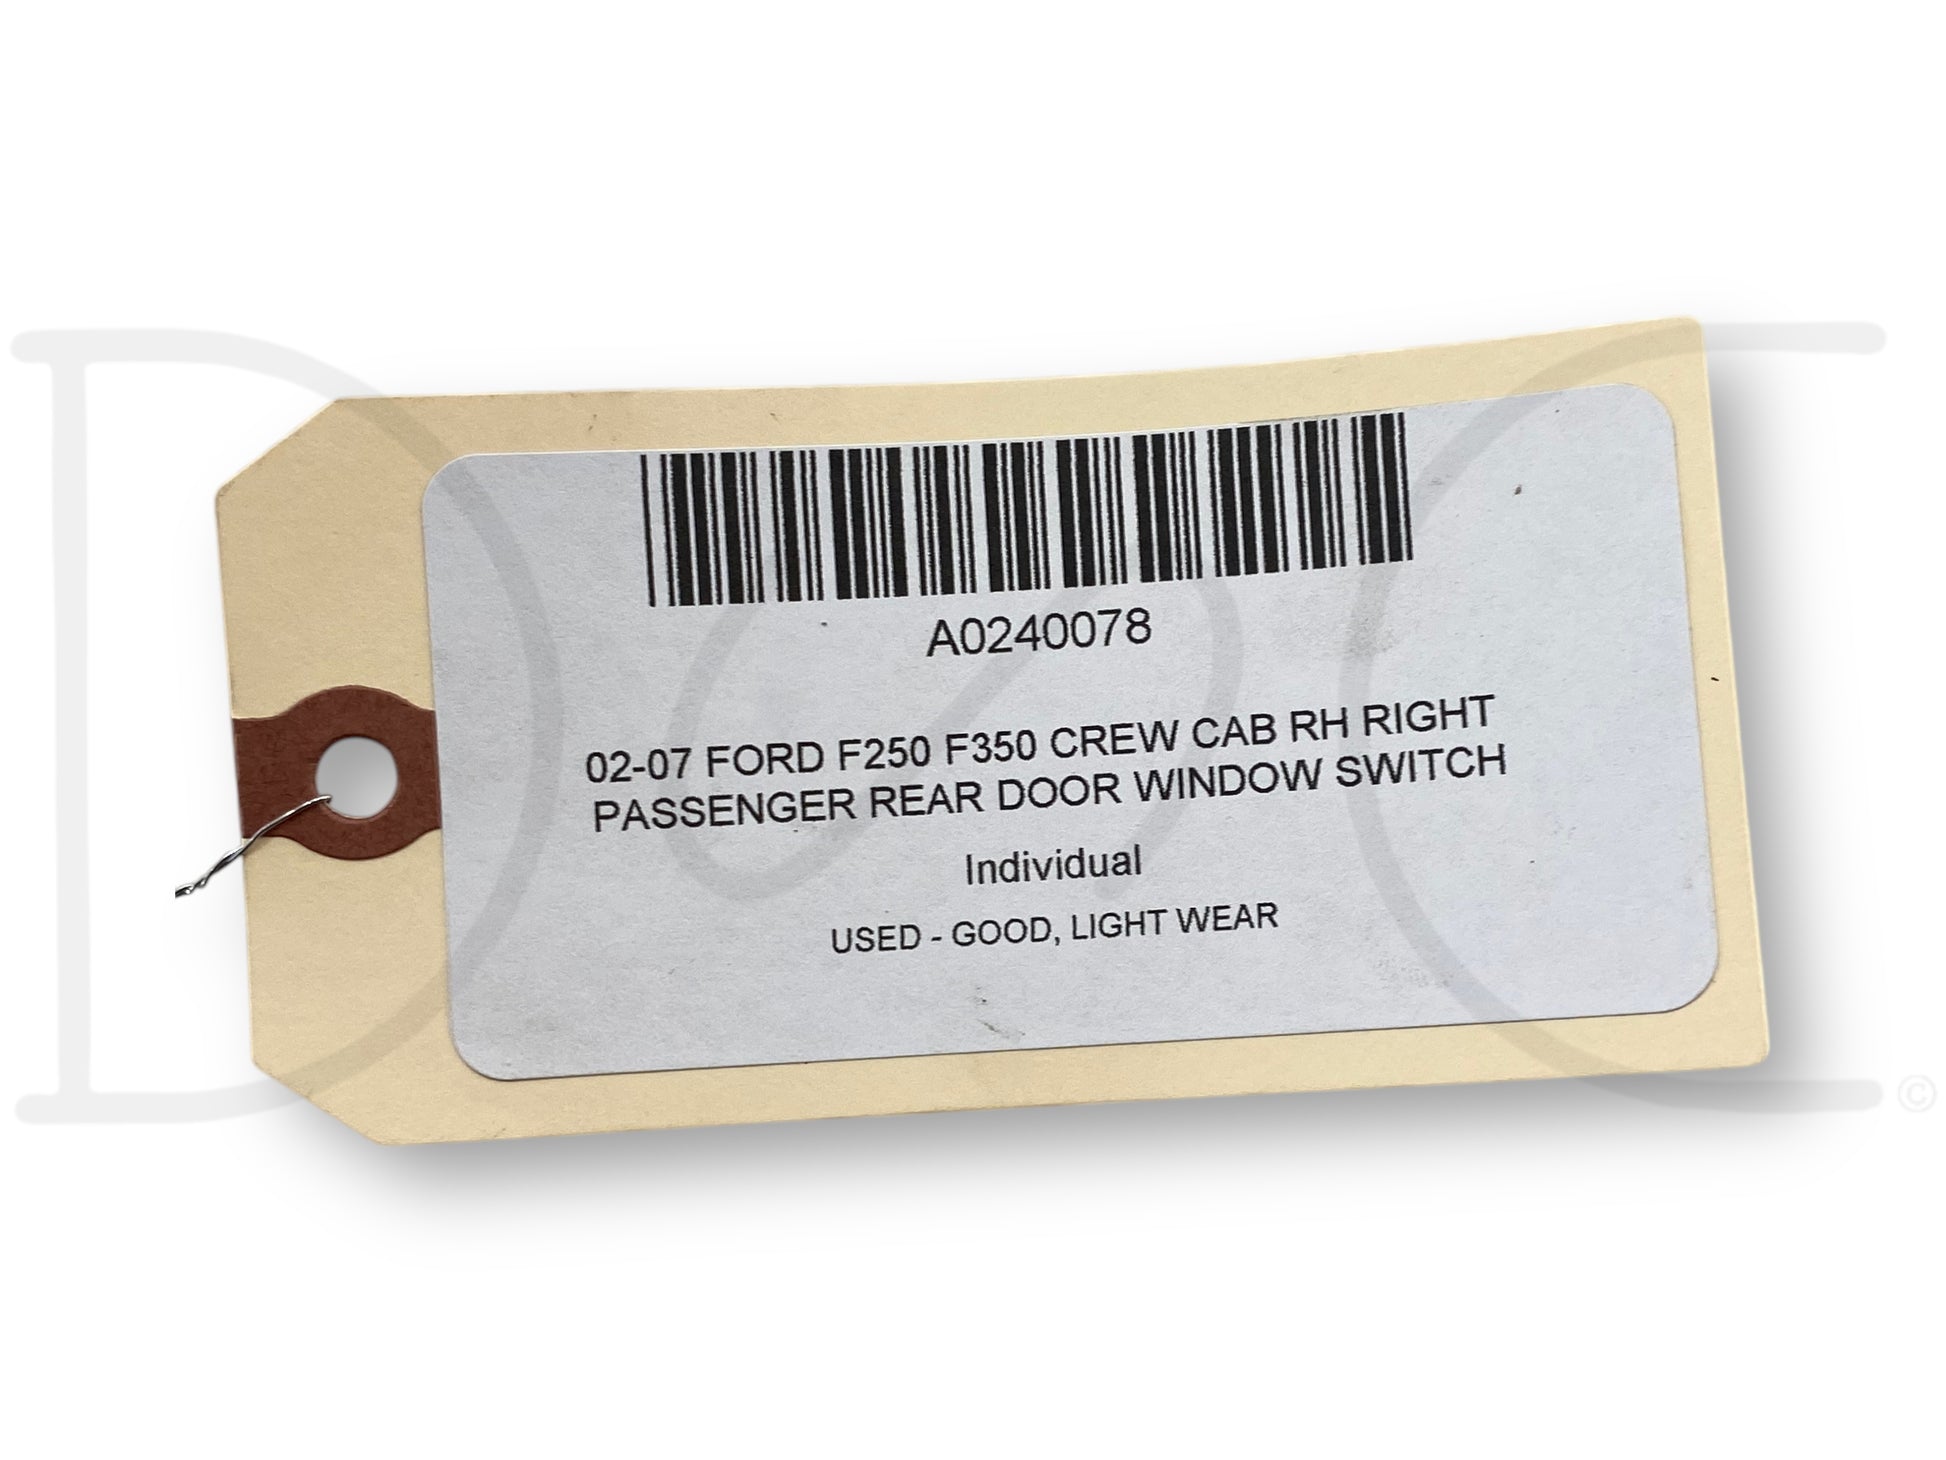 A0240078
02-07 FORD F250 F350 CREW CAB RH RIGHT
PASSENGER REAR DOOR WINDOW SWITCH
Individual
USED - GOOD, LIGHT WEAR
©